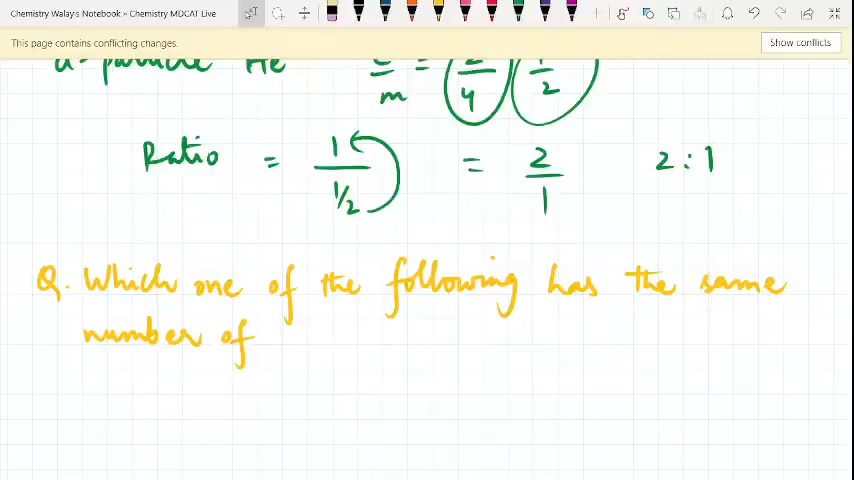 Chemistry Walay's Notebook » Chemistry MDCAT Live
This page contains conflicting changes.
Show conflicts
α-particle He e/m = 2/4 1/2
Ratio = 1/1/2 = 2/1 2 : 1
Q. Which one of the following has the same
number of